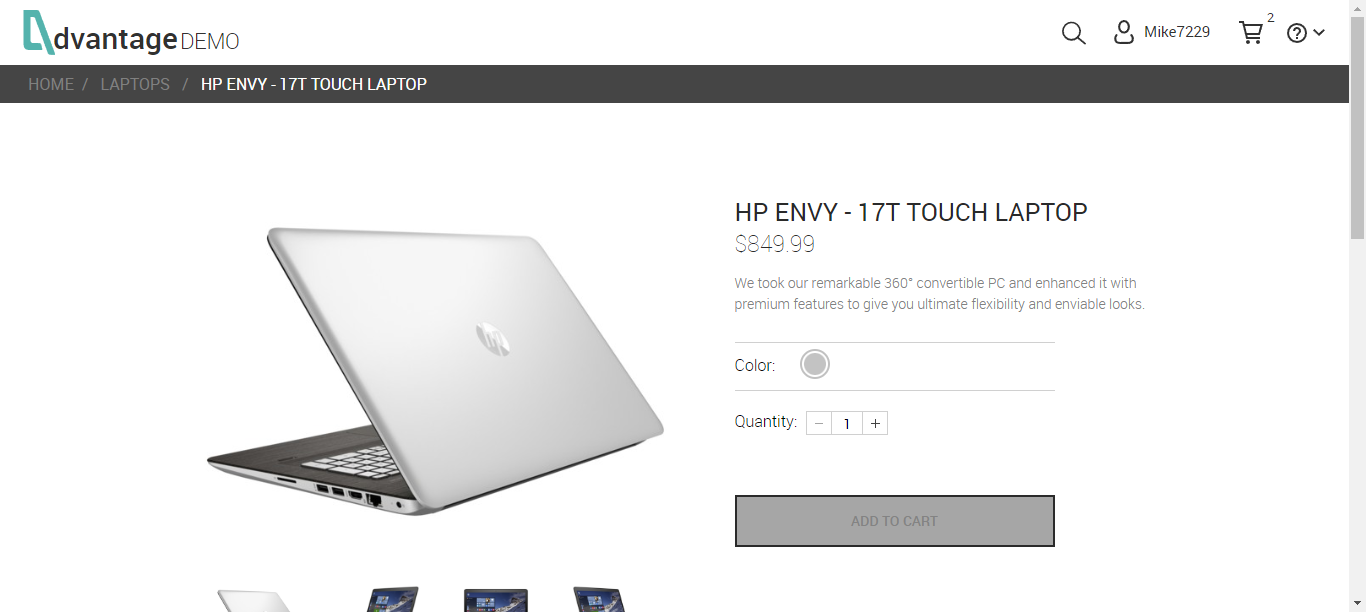 dvantage DEMO
Mike7229
2
HOME / LAPTOPS / HP ENVY - 17T TOUCH LAPTOP
HP ENVY - 17T TOUCH LAPTOP
$849.99
We took our remarkable 360° convertible PC and enhanced it with
premium features to give you ultimate flexibility and enviable looks.
Color:
Quantity: − 1 +
ADD TO CART
hp